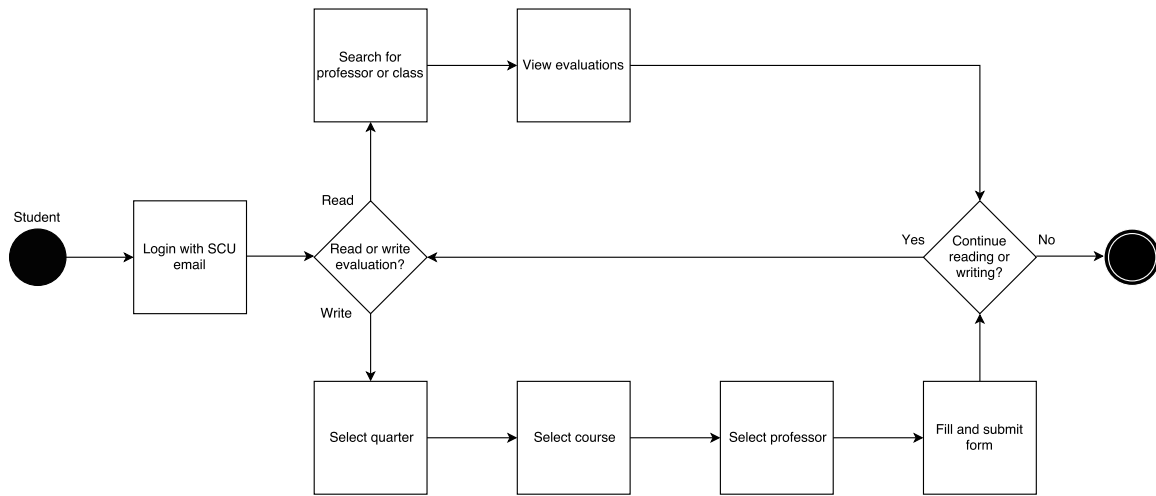 Search for
professor or class
View evaluations
Student
Login with SCU
email
Read
Read or write
evaluation?
Write
Yes
Continue
reading or
writing?
No
Select quarter
Select course
Select professor
Fill and submit
form